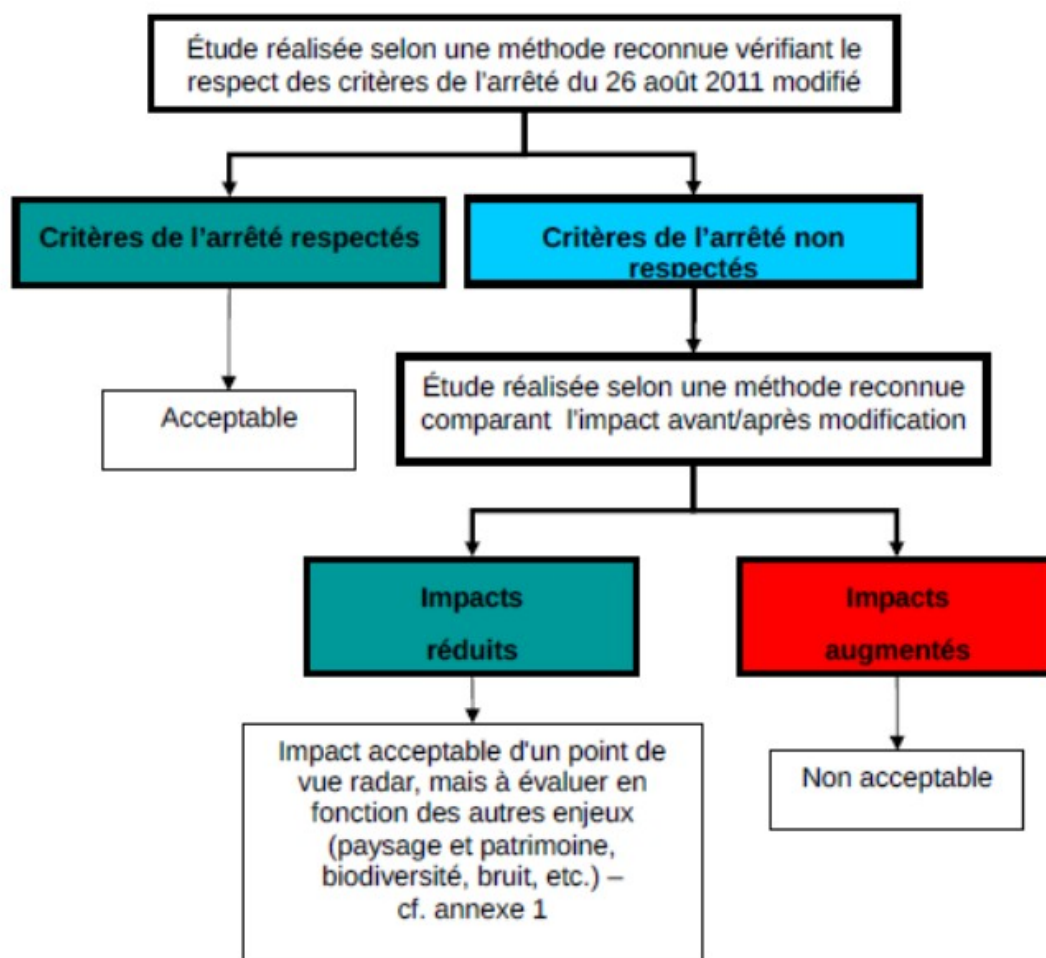 Étude réalisée selon une méthode reconnue vérifiant le
respect des critères de l'arrêté du 26 août 2011 modifié
Critères de l'arrêté respectés
Critères de l'arrêté non
respectés
Acceptable
Étude réalisée selon une méthode reconnue
comparant l'impact avant/après modification
Impacts
réduits
Impacts
augmentés
Impact acceptable d'un point de
vue radar, mais à évaluer en
fonction des autres enjeux
(paysage et patrimoine,
biodiversité, bruit, etc.) –
cf. annexe 1
Non acceptable